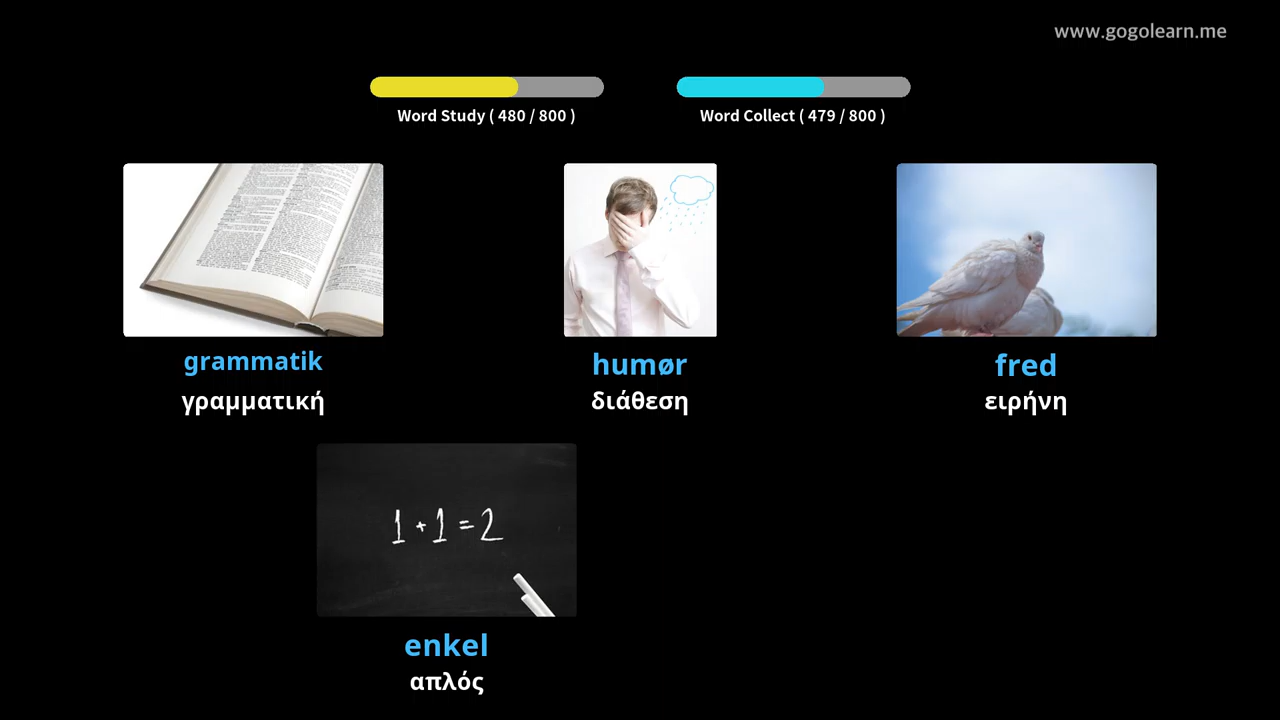 www.gogolearn.me
Word Study ( 480 / 800 )
Word Collect ( 479 / 800 )
grammatik
γραμματική
humør
διάθεση
fred
ειρήνη
1 + 1 = 2
enkel
απλός